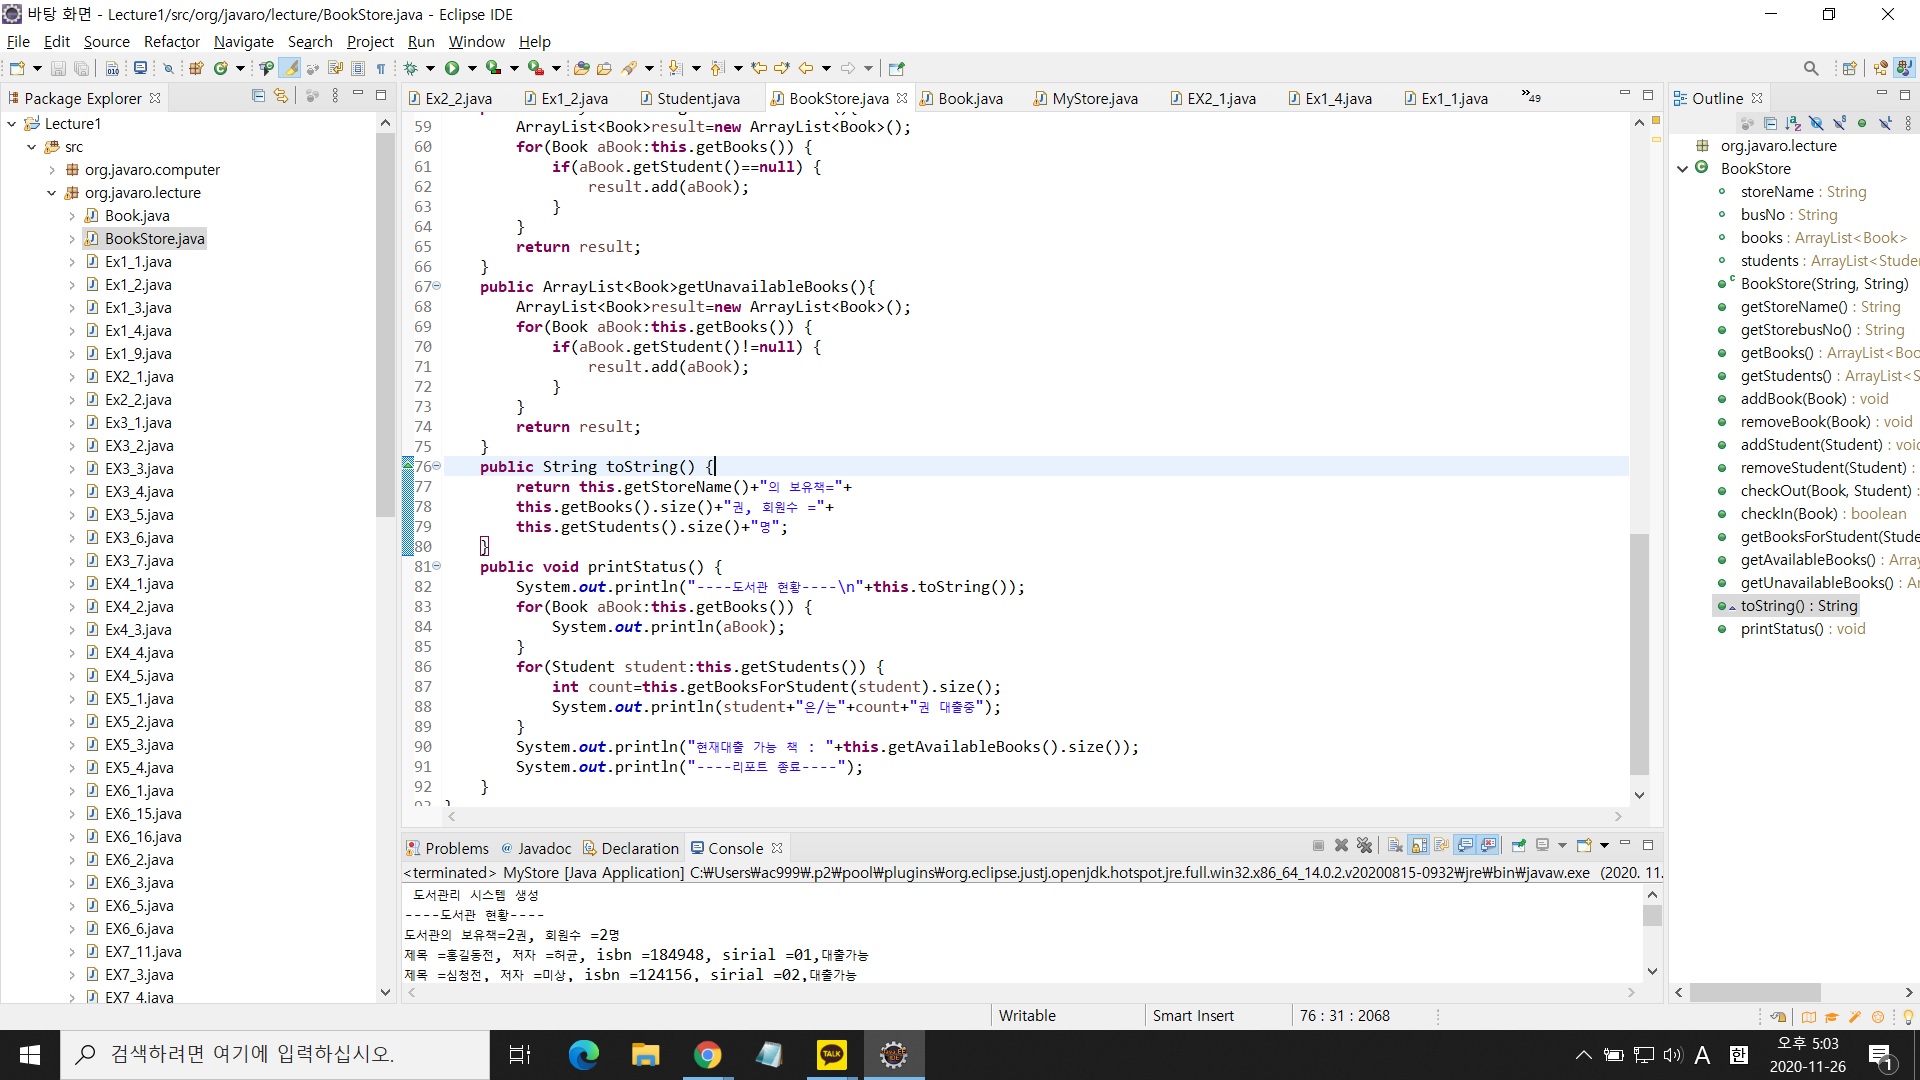 바탕 화면 - Lecture1/src/org/javaro/lecture/BookStore.java - Eclipse IDE
File Edit Source Refactor Navigate Search Project Run Window Help
Package Explorer
Lecture1
src
org.javaro.computer
org.javaro.lecture
Book.java
BookStore.java
Ex1_1.java
Ex1_2.java
Ex1_3.java
Ex1_4.java
Ex1_9.java
EX2_1.java
Ex2_2.java
Ex3_1.java
EX3_2.java
EX3_3.java
EX3_4.java
EX3_5.java
EX3_6.java
EX3_7.java
EX4_1.java
EX4_2.java
Ex4_3.java
EX4_4.java
EX4_5.java
EX5_1.java
EX5_2.java
EX5_3.java
EX5_4.java
EX6_1.java
EX6_15.java
EX6_16.java
EX6_2.java
EX6_3.java
EX6_5.java
EX6_6.java
EX7_11.java
EX7_3.java
EX7_4.java
Ex2_2.java Ex1_2.java Student.java BookStore.java Book.java MyStore.java EX2_1.java Ex1_4.java Ex1_1.java »49
59 ArrayList<Book>result=new ArrayList<Book>();
60 for(Book aBook:this.getBooks()) {
61 if(aBook.getStudent()==null) {
62 result.add(aBook);
63 }
64 }
65 return result;
66 }
67 public ArrayList<Book>getUnavailableBooks(){
68 ArrayList<Book>result=new ArrayList<Book>();
69 for(Book aBook:this.getBooks()) {
70 if(aBook.getStudent()!=null) {
71 result.add(aBook);
72 }
73 }
74 return result;
75 }
76 public String toString() {
77 return this.getStoreName()+"의 보유책="+
78 this.getBooks().size()+"권, 회원수 ="+
79 this.getStudents().size()+"명";
80 }
81 public void printStatus() {
82 System.out.println("----도서관 현황----\n"+this.toString());
83 for(Book aBook:this.getBooks()) {
84 System.out.println(aBook);
85 }
86 for(Student student:this.getStudents()) {
87 int count=this.getBooksForStudent(student).size();
88 System.out.println(student+"은/는"+count+"권 대출중");
89 }
90 System.out.println("현재대출 가능 책 : "+this.getAvailableBooks().size());
91 System.out.println("----리포트 종료----");
92 }
Outline
org.javaro.lecture
BookStore
storeName : String
busNo : String
books : ArrayList<Book>
students : ArrayList<Stude
BookStore(String, String)
getStoreName() : String
getStorebusNo() : String
getBooks() : ArrayList<Boo
getStudents() : ArrayList<S
addBook(Book) : void
removeBook(Book) : void
addStudent(Student) : void
removeStudent(Student) :
checkOut(Book, Student) :
checkIn(Book) : boolean
getBooksForStudent(Stude
getAvailableBooks() : Array
getUnavailableBooks() : Ar
toString() : String
printStatus() : void
Problems Javadoc Declaration Console
<terminated> MyStore [Java Application] C:₩Users₩ac999₩.p2₩pool₩plugins₩org.eclipse.justj.openjdk.hotspot.jre.full.win32.x86_64_14.0.2.v20200815-0932₩jre₩bin₩javaw.exe (2020. 11.
도서관리 시스템 생성
----도서관 현황----
도서관의 보유책=2권, 회원수 =2명
제목 =홍길동전, 저자 =허균, isbn =184948, sirial =01,대출가능
제목 =심청전, 저자 =미상, isbn =124156, sirial =02,대출가능
Writable Smart Insert 76 : 31 : 2068
검색하려면 여기에 입력하십시오.
TALK
A 한
오후 5:03
2020-11-26
1